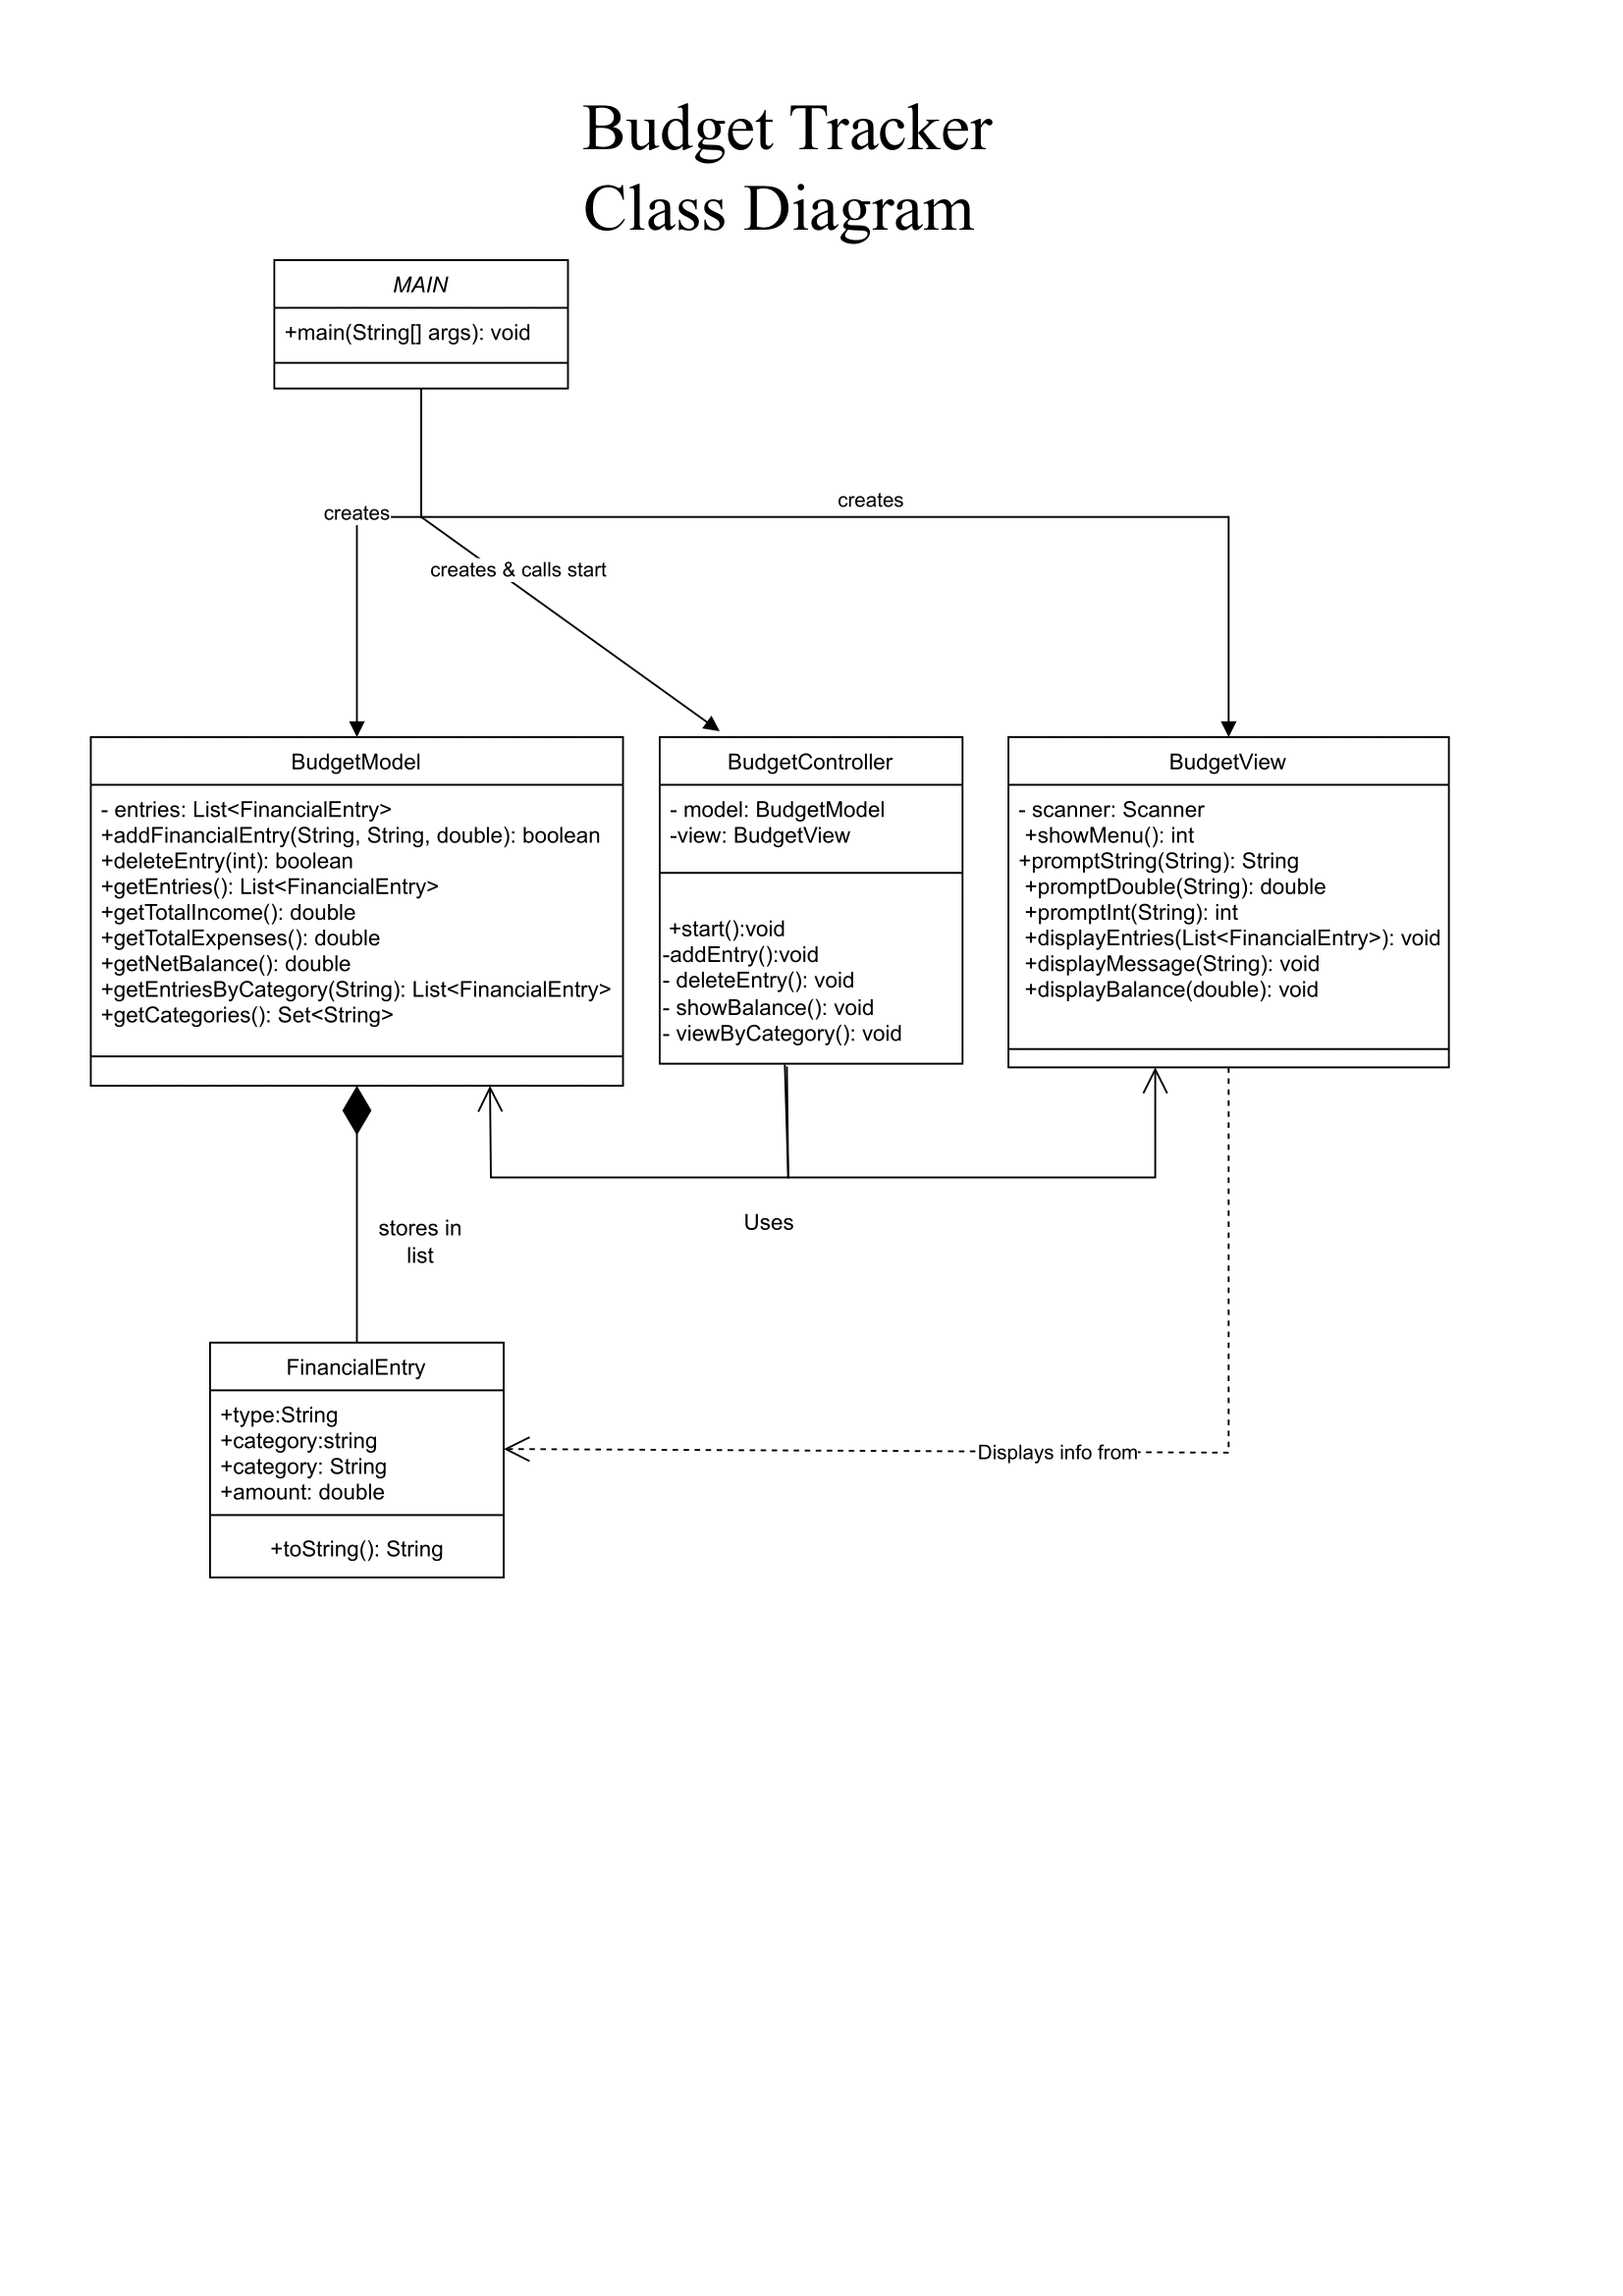 Budget Tracker
Class Diagram
MAIN
+main(String[] args): void
creates
creates
creates & calls start
BudgetModel
- entries: List<FinancialEntry>
+addFinancialEntry(String, String, double): boolean
+deleteEntry(int): boolean
+getEntries(): List<FinancialEntry>
+getTotalIncome(): double
+getTotalExpenses(): double
+getNetBalance(): double
+getEntriesByCategory(String): List<FinancialEntry>
+getCategories(): Set<String>
BudgetController
- model: BudgetModel
-view: BudgetView
+start():void
-addEntry():void
- deleteEntry(): void
- showBalance(): void
- viewByCategory(): void
BudgetView
- scanner: Scanner
+showMenu(): int
+promptString(String): String
+promptDouble(String): double
+promptInt(String): int
+displayEntries(List<FinancialEntry>): void
+displayMessage(String): void
+displayBalance(double): void
stores in
list
Uses
FinancialEntry
+type:String
+category:string
+category: String
+amount: double
+toString(): String
Displays info from